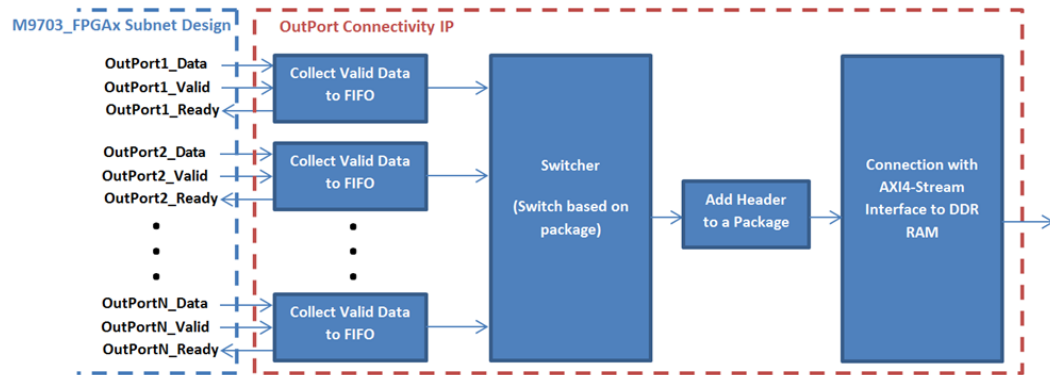 M9703_FPGAx Subnet Design
OutPort Connectivity IP
OutPort1_Data
OutPort1_Valid
OutPort1_Ready
Collect Valid Data
to FIFO
OutPort2_Data
OutPort2_Valid
OutPort2_Ready
Collect Valid Data
to FIFO
OutPortN_Data
OutPortN_Valid
OutPortN_Ready
Collect Valid Data
to FIFO
Switcher
(Switch based on
package)
Add Header
to a Package
Connection with
AXI4-Stream
Interface to DDR
RAM